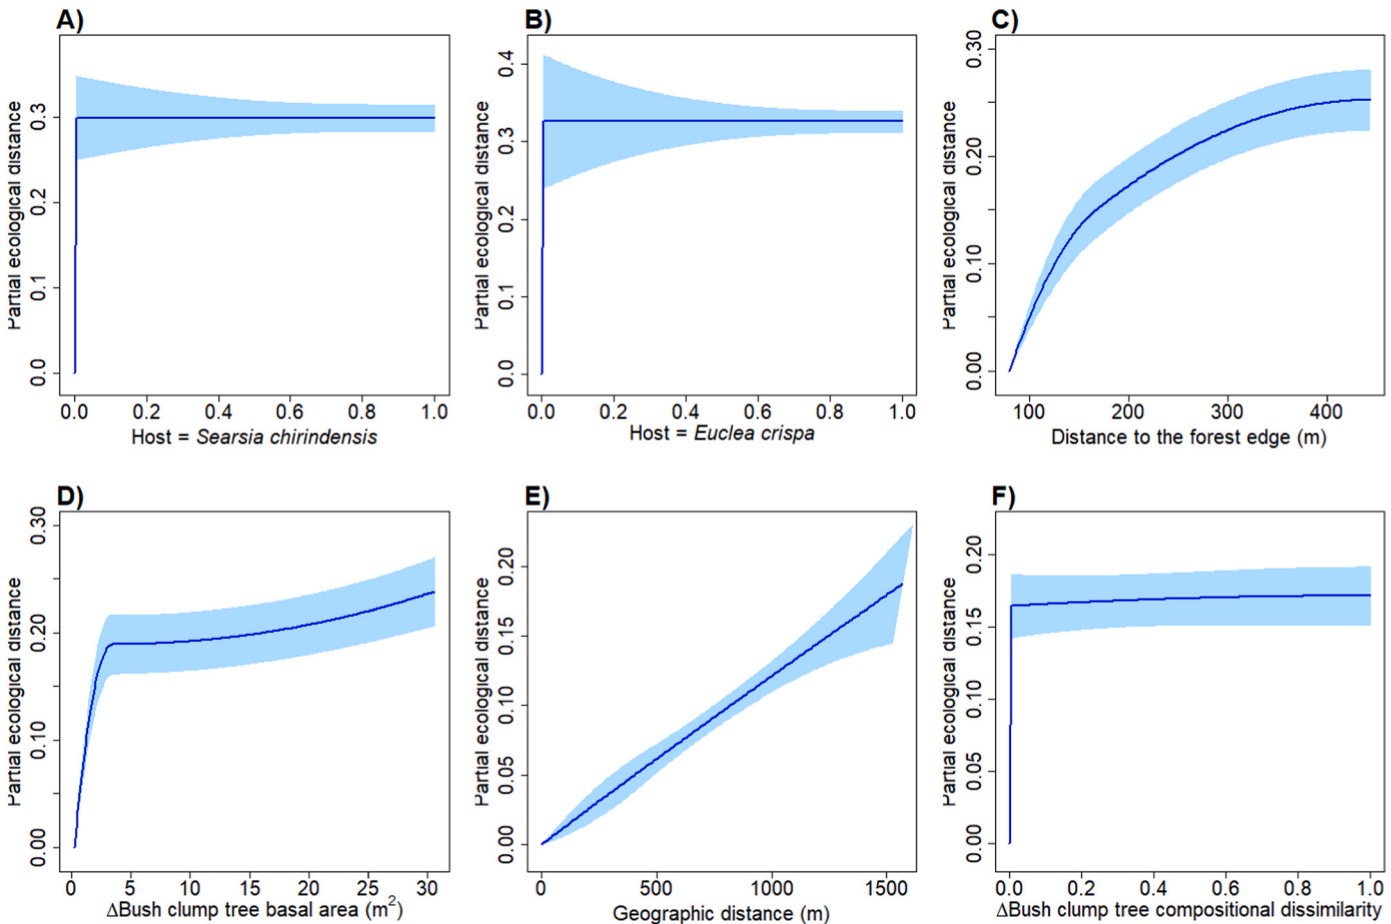 A)
Partial ecological distance
0.0 0.1 0.2 0.3
0.0 0.2 0.4 0.6 0.8 1.0
Host = Searsia chirindensis
B)
Partial ecological distance
0.0 0.1 0.2 0.3 0.4
0.0 0.2 0.4 0.6 0.8 1.0
Host = Euclea crispa
C)
Partial ecological distance
0.00 0.10 0.20 0.30
100 200 300 400
Distance to the forest edge (m)
D)
Partial ecological distance
0.00 0.10 0.20 0.30
0 5 10 15 20 25 30
ΔBush clump tree basal area (m²)
E)
Partial ecological distance
0.00 0.05 0.10 0.15 0.20
0 500 1000 1500
Geographic distance (m)
F)
Partial ecological distance
0.00 0.05 0.10 0.15 0.20
0.0 0.2 0.4 0.6 0.8 1.0
ΔBush clump tree compositional dissimilarity